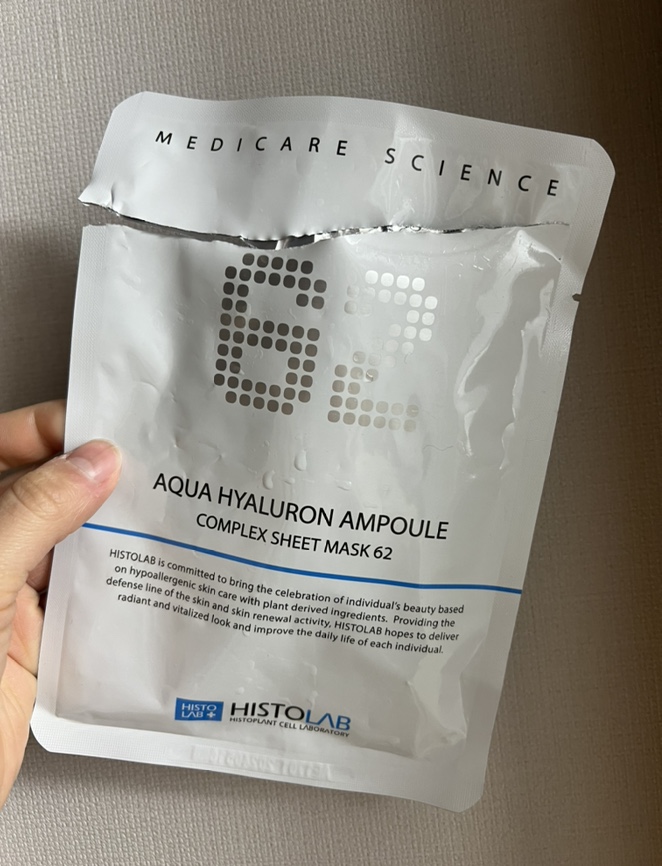 MEDICARE SCIENCE
62
AQUA HYALURON AMPOULE
COMPLEX SHEET MASK 62
HISTOLAB is committed to bring the celebration of individual's beauty based
on hypoallergenic skin care with plant derived ingredients. Providing the
defense line of the skin and skin renewal activity, HISTOLAB hopes to deliver
radiant and vitalized look and improve the daily life of each individual.
HISTO
LAB+
HISTOLAB
HISTOPLANT CELL LABORATORY